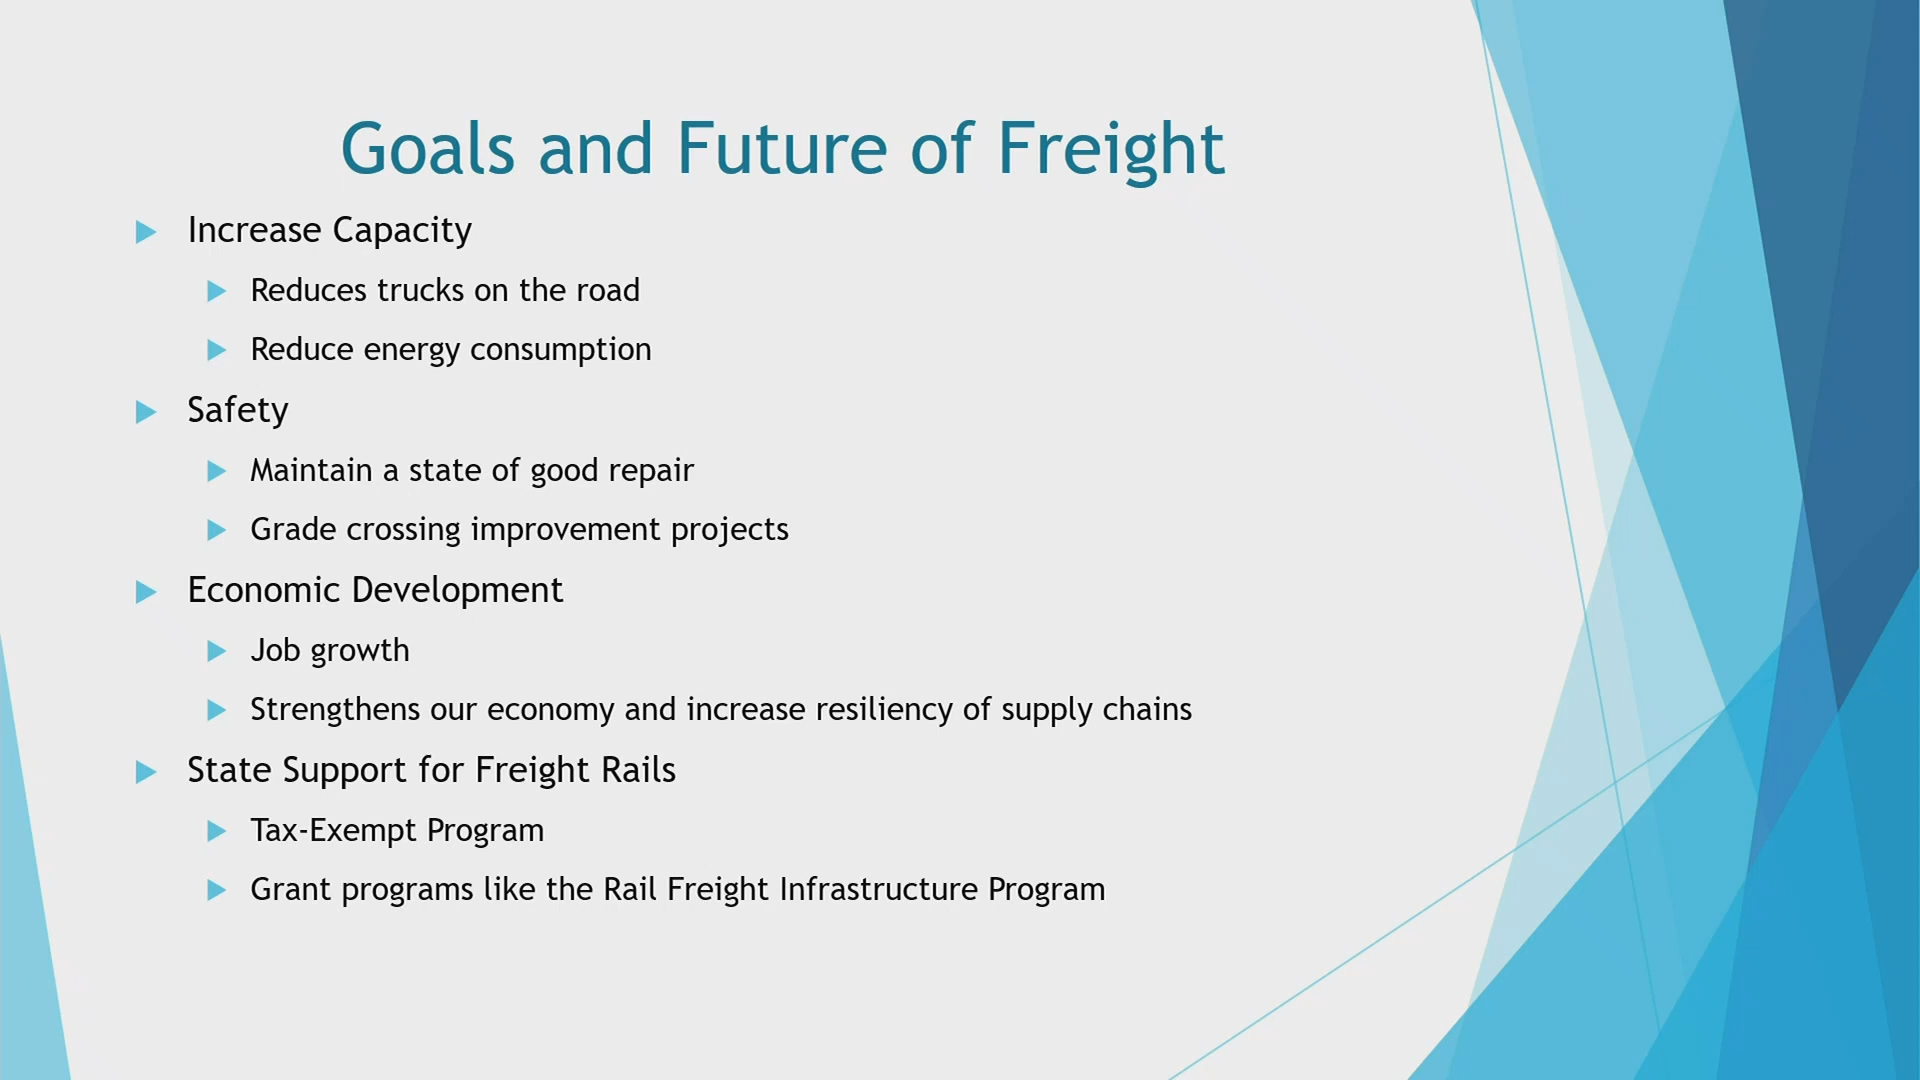 Goals and Future of Freight
Increase Capacity
Reduces trucks on the road
Reduce energy consumption
Safety
Maintain a state of good repair
Grade crossing improvement projects
Economic Development
Job growth
Strengthens our economy and increase resiliency of supply chains
State Support for Freight Rails
Tax-Exempt Program
Grant programs like the Rail Freight Infrastructure Program